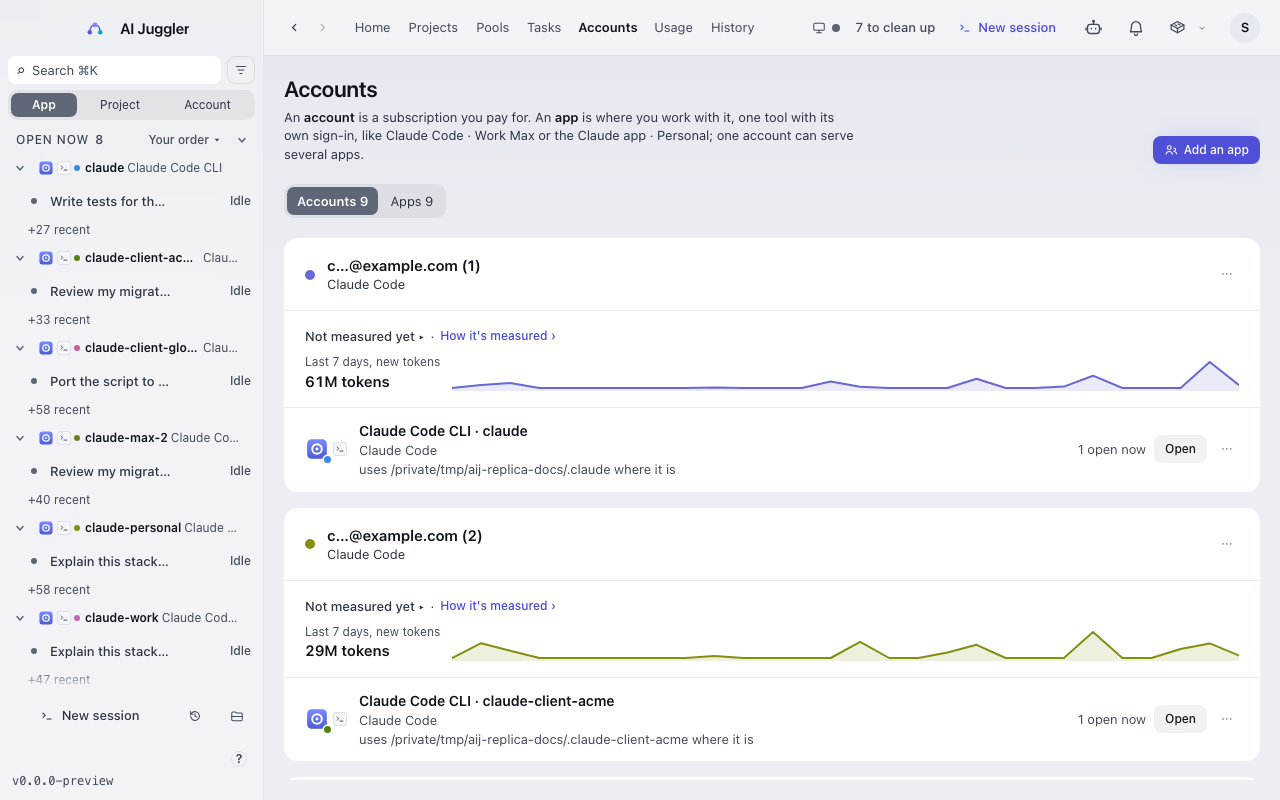 AI Juggler
Search ⌘K
App Project Account
OPEN NOW 8 Your order
claude Claude Code CLI
Write tests for th... Idle
+27 recent
claude-client-ac... Clau...
Review my migrat... Idle
+33 recent
claude-client-glo... Clau...
Port the script to ... Idle
+58 recent
claude-max-2 Claude Co...
Review my migrat... Idle
+40 recent
claude-personal Claude ...
Explain this stack... Idle
+58 recent
claude-work Claude Cod...
Explain this stack... Idle
+47 recent
New session
?
v0.0.0-preview
Home Projects Pools Tasks Accounts Usage History 7 to clean up New session S
Accounts
An account is a subscription you pay for. An app is where you work with it, one tool with its
own sign-in, like Claude Code · Work Max or the Claude app · Personal; one account can serve
several apps.
Add an app
Accounts 9 Apps 9
c...@example.com (1)
Claude Code
Not measured yet · How it's measured ›
Last 7 days, new tokens
61M tokens
Claude Code CLI · claude
Claude Code
uses /private/tmp/aij-replica-docs/.claude where it is
1 open now Open
c...@example.com (2)
Claude Code
Not measured yet · How it's measured ›
Last 7 days, new tokens
29M tokens
Claude Code CLI · claude-client-acme
Claude Code
uses /private/tmp/aij-replica-docs/.claude-client-acme where it is
1 open now Open